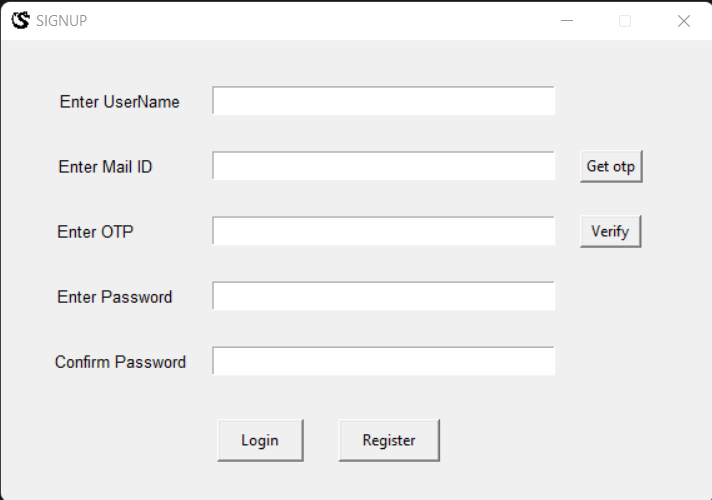 SIGNUP
Enter UserName
Enter Mail ID Get otp
Enter OTP Verify
Enter Password
Confirm Password
Login Register